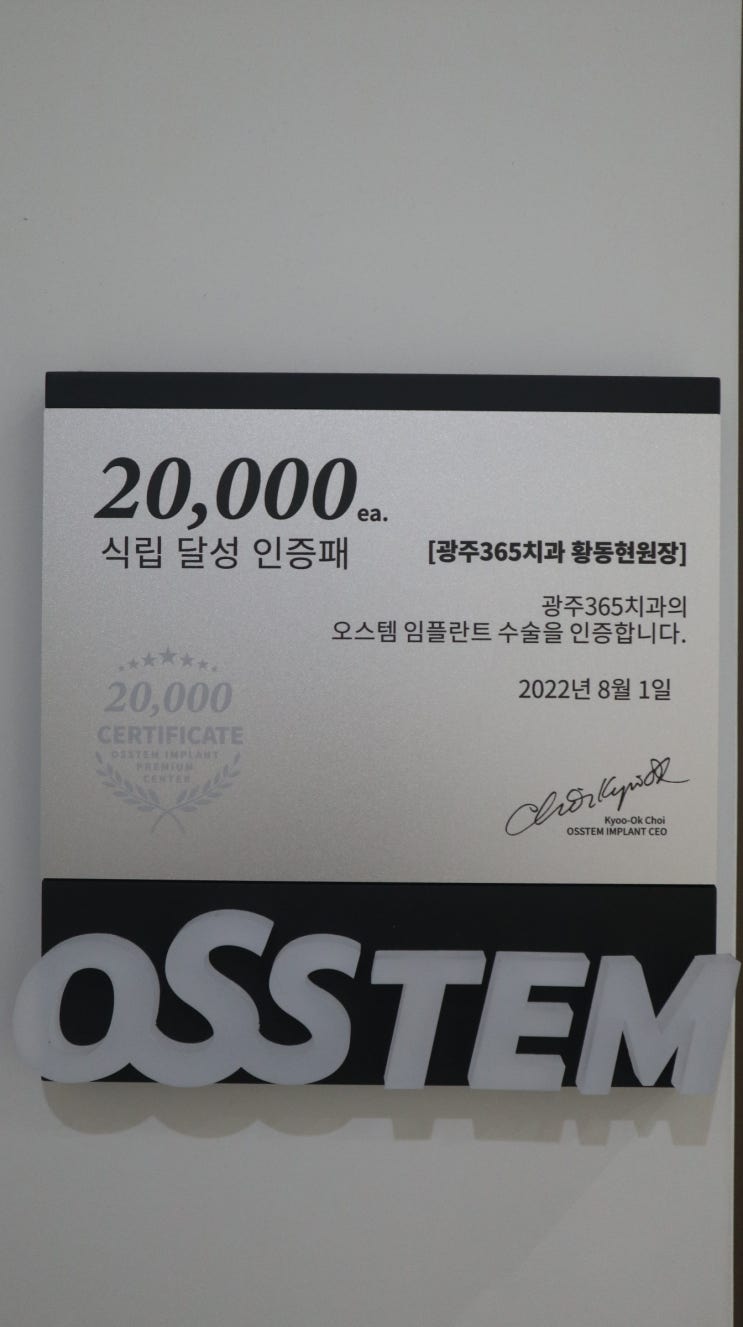 20,000 ea.
식립 달성 인증패
[광주365치과 황동현원장]
광주365치과의
오스템 임플란트 수술을 인증합니다.
2022년 8월 1일
20,000
CERTIFICATE
OSSTEM IMPLANT
PREMIUM
CENTER
Kyoo-Ok Choi
OSSTEM IMPLANT CEO
OSSTEM